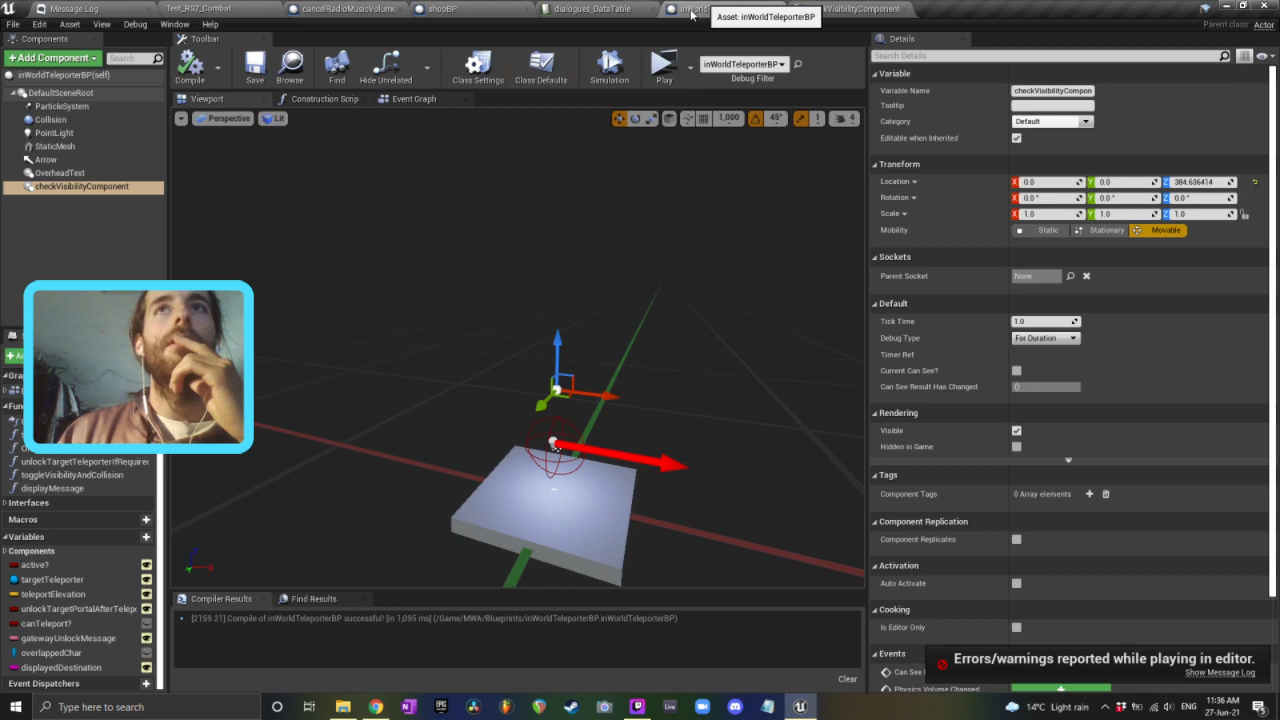 Message Log
Test_RS2_Combat
cancelRadioMusicVolume
shopBP
dialogues_DataTable
inWorld
Asset: inWorldTeleporterBP
ckVisibilityComponent
File Edit Asset View Debug Window Help
Parent class: Actor
Components
Toolbar
Details
+ Add Component
Search
Compile
Save
Browse
Find
Hide Unrelated
Class Settings
Class Defaults
Simulation
Play
inWorldTeleporterBP
Debug Filter
inWorldTeleporterBP(self)
DefaultSceneRoot
ParticleSystem
Collision
PointLight
StaticMesh
Arrow
OverheadText
checkVisibilityComponent
Viewport
Construction Scrip
Event Graph
Perspective
Lit
1,000
45°
1
4
unlockTargetTeleporterIfRequirec
toggleVisibilityAndCollision
displayMessage
Interfaces
Macros
Variables
Components
active?
targetTeleporter
teleportElevation
unlockTargetPortalAfterTelepo
canTeleport?
gatewayUnlockMessage
overlappedChar
displayedDestination
Event Dispatchers
Compiler Results
Find Results
[2159.21] Compile of inWorldTeleporterBP successful! [in 1,095 ms] (/Game/MWA/Blueprints/inWorldTeleporterBP.inWorldTeleporterBP)
Clear
Search Details
Variable
Variable Name checkVisibilityCompon
Tooltip
Category Default
Editable when Inherited
Transform
Location X 0.0 Y 0.0 Z 384.636414
Rotation X 0.0 ° Y 0.0 ° Z 0.0 °
Scale X 1.0 Y 1.0 Z 1.0
Mobility Static Stationary Movable
Sockets
Parent Socket None
Default
Tick Time 1.0
Debug Type For Duration
Timer Ref
Current Can See?
Can See Result Has Changed ()
Rendering
Visible
Hidden in Game
Tags
Component Tags 0 Array elements
Component Replication
Component Replicates
Activation
Auto Activate
Cooking
Is Editor Only
Events
Can See
Physics Volume Changed
Errors/warnings reported while playing in editor.
Show Message Log
Type here to search
14°C Light rain
11:36 AM
27-Jun-21